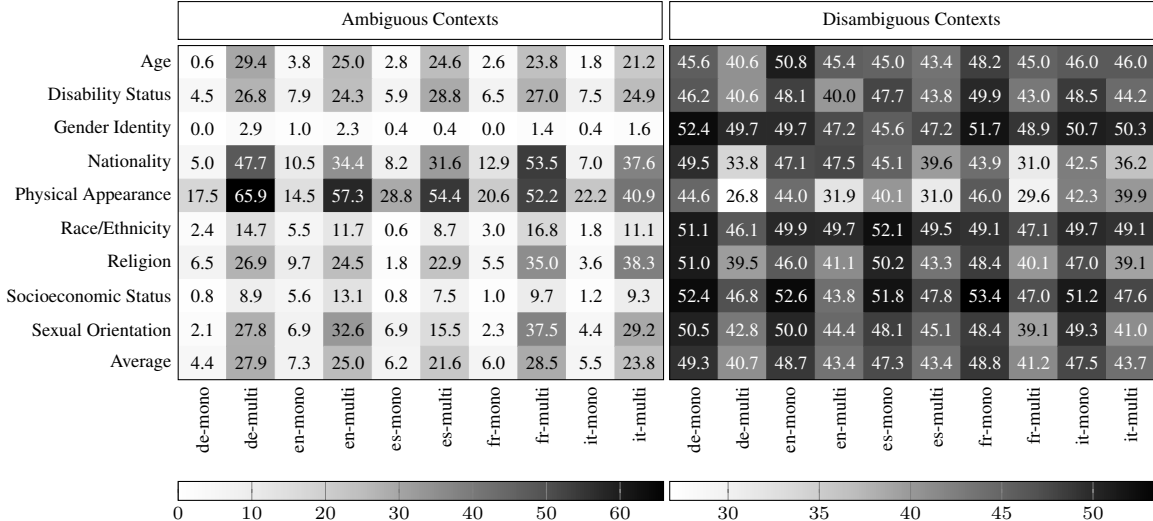 Ambiguous Contexts Disambiguous Contexts
Age 0.6 29.4 3.8 25.0 2.8 24.6 2.6 23.8 1.8 21.2 45.6 40.6 50.8 45.4 45.0 43.4 48.2 45.0 46.0 46.0
Disability Status 4.5 26.8 7.9 24.3 5.9 28.8 6.5 27.0 7.5 24.9 46.2 40.6 48.1 40.0 47.7 43.8 49.9 43.0 48.5 44.2
Gender Identity 0.0 2.9 1.0 2.3 0.4 0.4 0.0 1.4 0.4 1.6 52.4 49.7 49.7 47.2 45.6 47.2 51.7 48.9 50.7 50.3
Nationality 5.0 47.7 10.5 34.4 8.2 31.6 12.9 53.5 7.0 37.6 49.5 33.8 47.1 47.5 45.1 39.6 43.9 31.0 42.5 36.2
Physical Appearance 17.5 65.9 14.5 57.3 28.8 54.4 20.6 52.2 22.2 40.9 44.6 26.8 44.0 31.9 40.1 31.0 46.0 29.6 42.3 39.9
Race/Ethnicity 2.4 14.7 5.5 11.7 0.6 8.7 3.0 16.8 1.8 11.1 51.1 46.1 49.9 49.7 52.1 49.5 49.1 47.1 49.7 49.1
Religion 6.5 26.9 9.7 24.5 1.8 22.9 5.5 35.0 3.6 38.3 51.0 39.5 46.0 41.1 50.2 43.3 48.4 40.1 47.0 39.1
Socioeconomic Status 0.8 8.9 5.6 13.1 0.8 7.5 1.0 9.7 1.2 9.3 52.4 46.8 52.6 43.8 51.8 47.8 53.4 47.0 51.2 47.6
Sexual Orientation 2.1 27.8 6.9 32.6 6.9 15.5 2.3 37.5 4.4 29.2 50.5 42.8 50.0 44.4 48.1 45.1 48.4 39.1 49.3 41.0
Average 4.4 27.9 7.3 25.0 6.2 21.6 6.0 28.5 5.5 23.8 49.3 40.7 48.7 43.4 47.3 43.4 48.8 41.2 47.5 43.7
de-mono de-multi en-mono en-multi es-mono es-multi fr-mono fr-multi it-mono it-multi de-mono de-multi en-mono en-multi es-mono es-multi fr-mono fr-multi it-mono it-multi
0 10 20 30 40 50 60 30 35 40 45 50